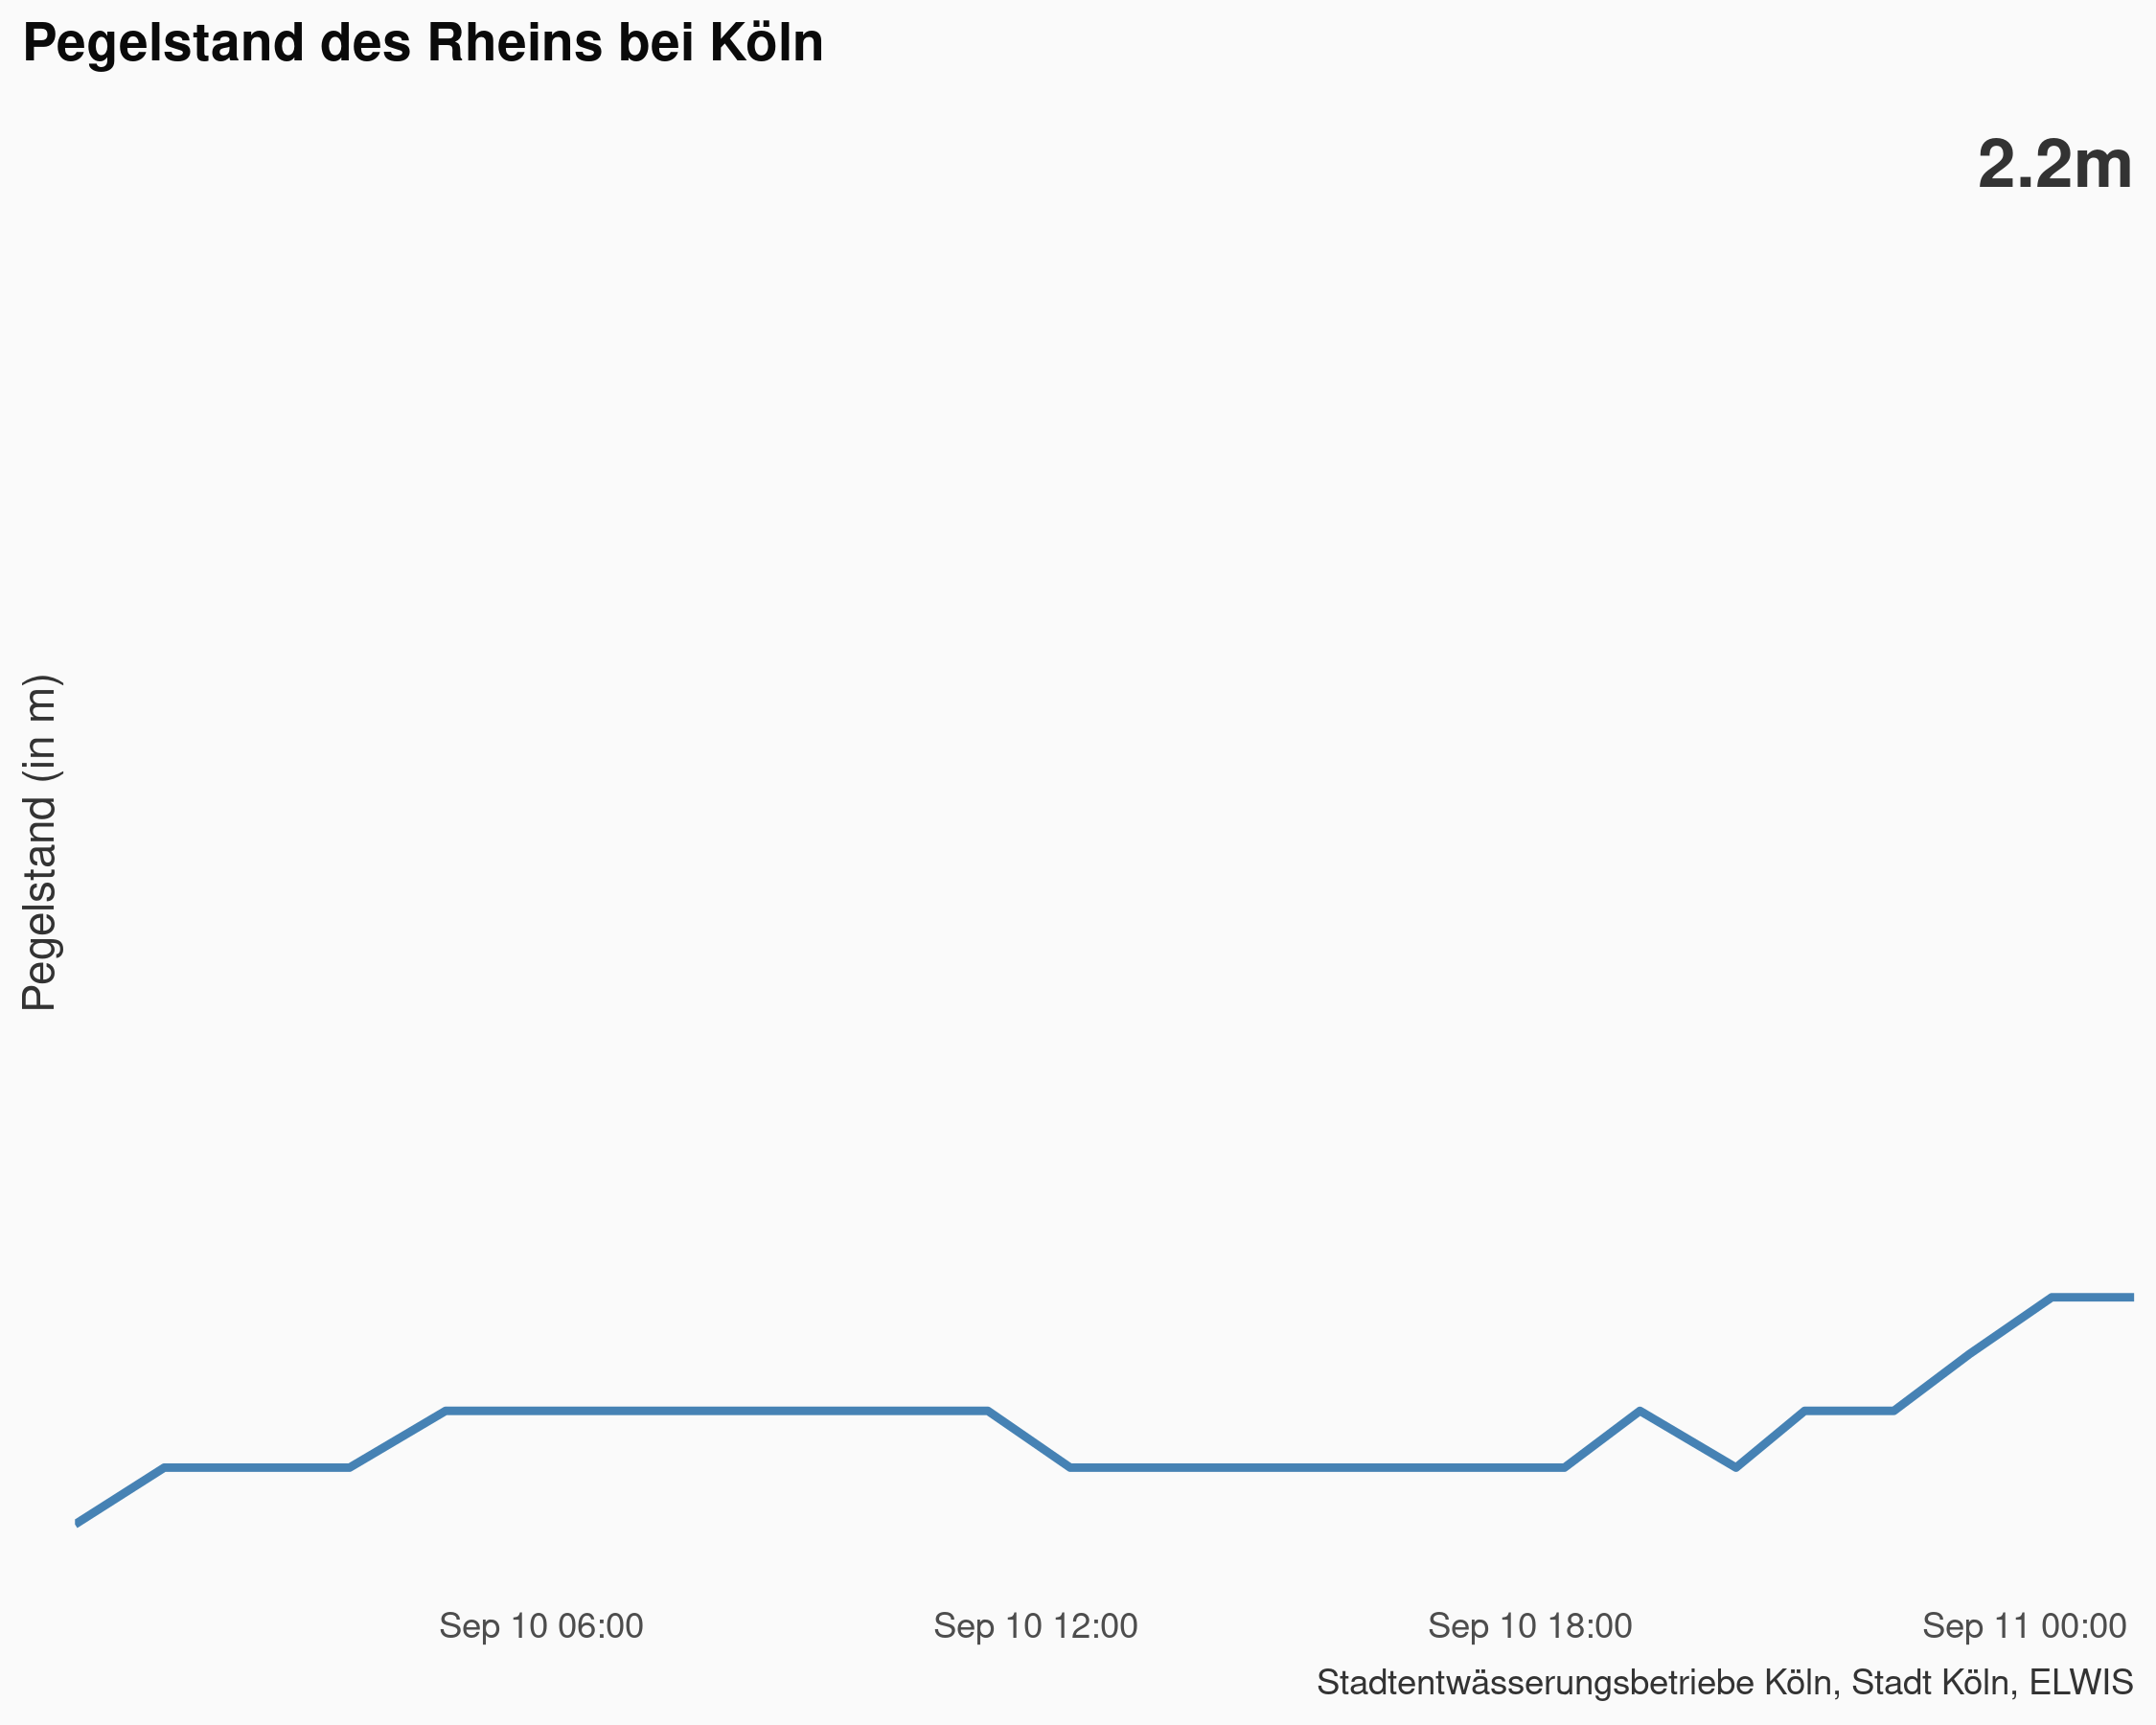 Pegelstand des Rheins bei Köln
2.2m
Pegelstand (in m)
Sep 10 06:00
Sep 10 12:00
Sep 10 18:00
Sep 11 00:00
Stadtentwässerungsbetriebe Köln, Stadt Köln, ELWIS